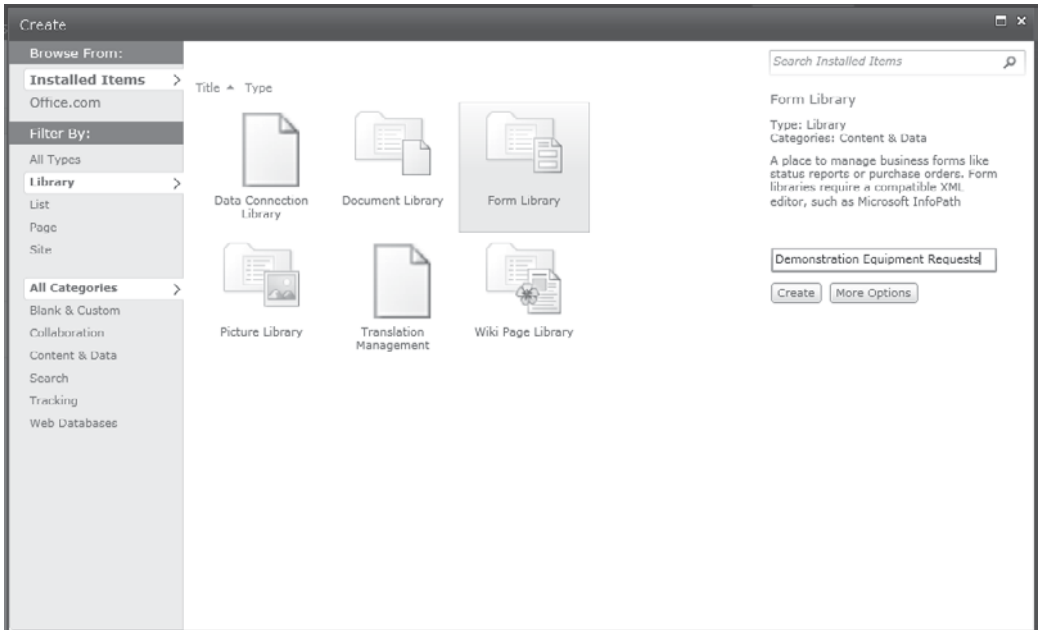 Create
Browse From:
Installed Items
Office.com
Filter By:
All Types
Library
List
Page
Site
All Categories
Blank & Custom
Collaboration
Content & Data
Search
Tracking
Web Databases
Title Type
Data Connection
Library
Document Library
Form Library
Picture Library
Translation
Management
Wiki Page Library
Search Installed Items
Form Library
Type: Library
Categories: Content & Data
A place to manage business forms like
status reports or purchase orders. Form
libraries require a compatible XML
editor, such as Microsoft InfoPath
Demonstration Equipment Requests
Create More Options